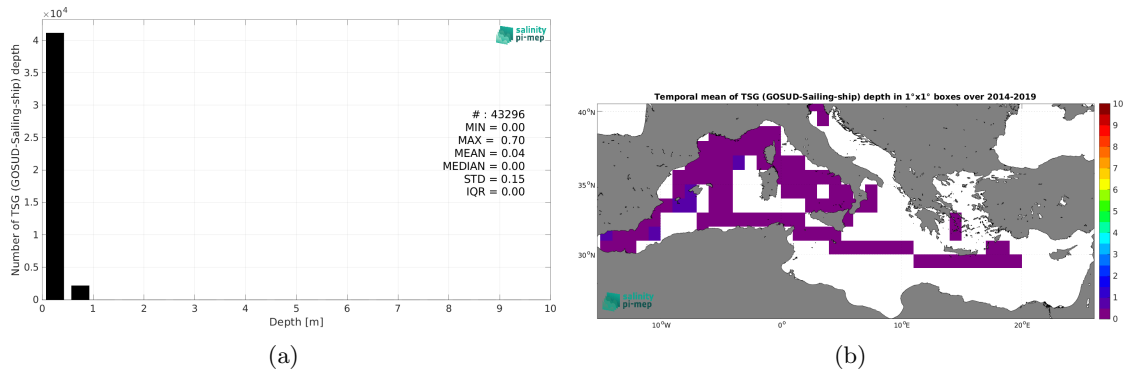 ×10⁴
4
3.5
3
2.5
2
1.5
1
0.5
0
Number of TSG (GOSUD-Sailing-ship) depth
salinity
pi-mep
# : 43296
MIN = 0.00
MAX = 0.70
MEAN = 0.04
MEDIAN = 0.00
STD = 0.15
IQR = 0.00
0 1 2 3 4 5 6 7 8 9 10
Depth [m]
(a)
Temporal mean of TSG (GOSUD-Sailing-ship) depth in 1°x1° boxes over 2014-2019
40°N
35°N
30°N
salinity
pi-mep
10°W 0° 10°E 20°E
10
9
8
7
6
5
4
3
2
1
0
(b)